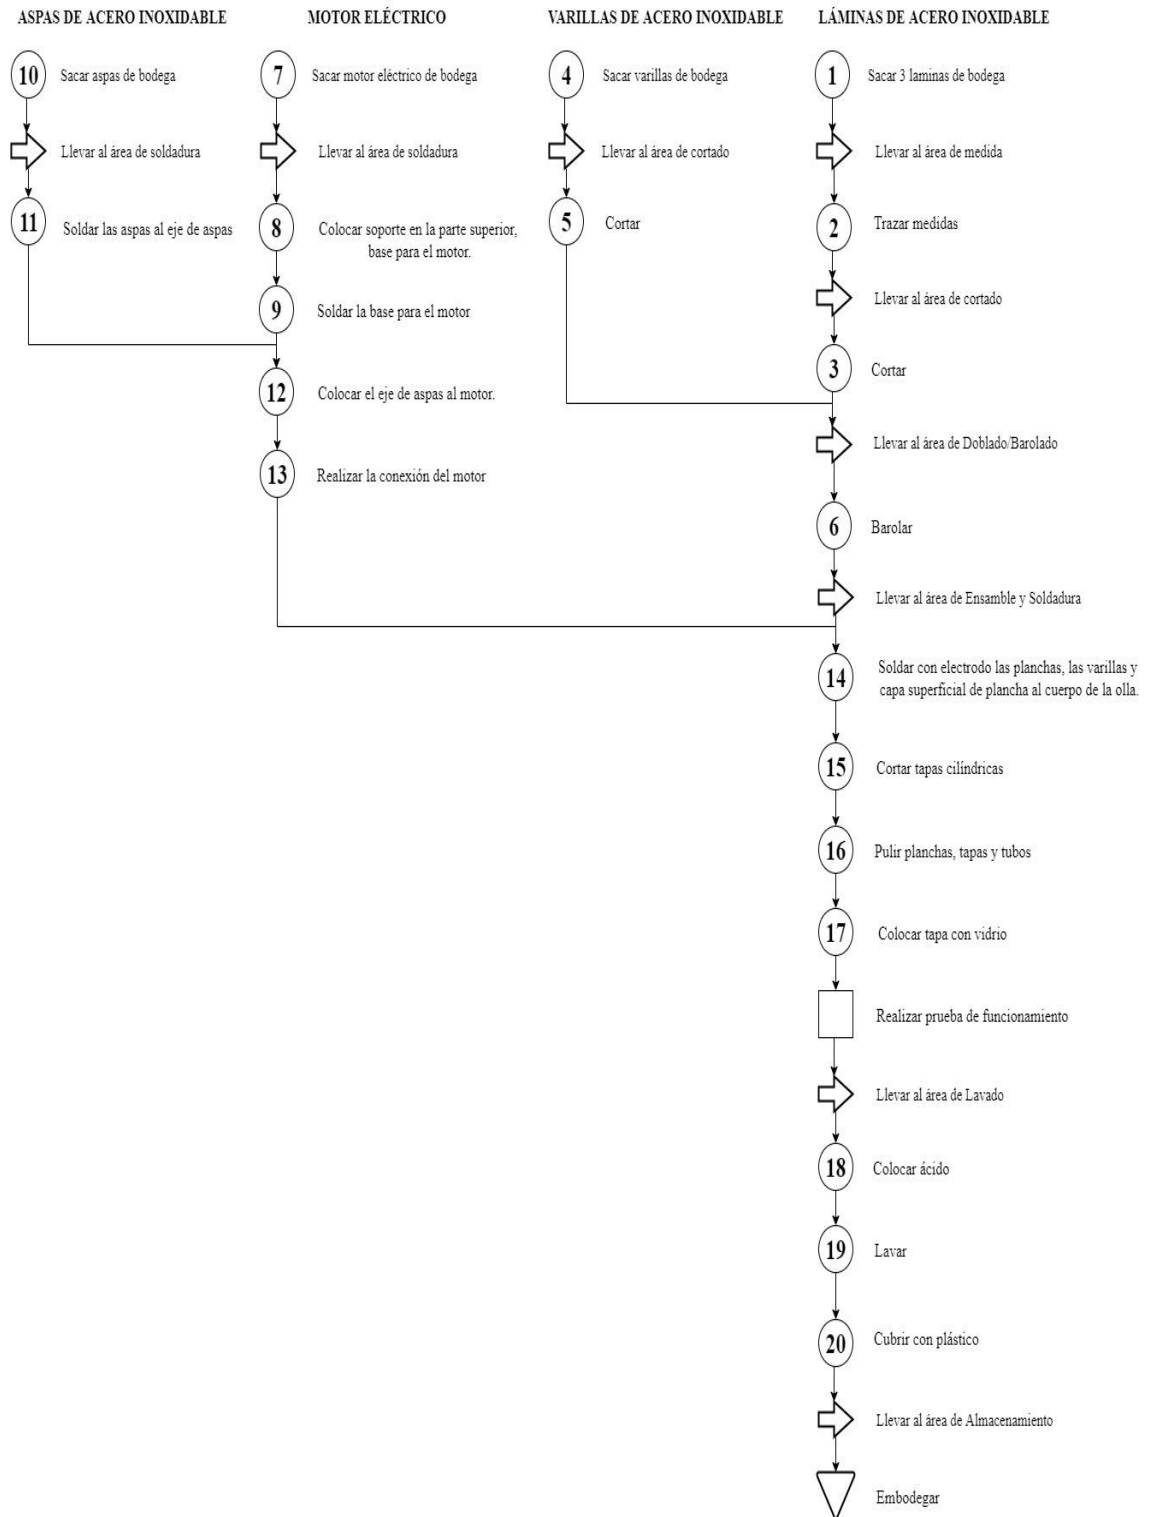 ASPAS DE ACERO INOXIDABLE
MOTOR ELÉCTRICO
VARILLAS DE ACERO INOXIDABLE
LÁMINAS DE ACERO INOXIDABLE
10 Sacar aspas de bodega
Llevar al área de soldadura
11 Soldar las aspas al eje de aspas
7 Sacar motor eléctrico de bodega
Llevar al área de soldadura
8 Colocar soporte en la parte superior,
base para el motor.
9 Soldar la base para el motor
12 Colocar el eje de aspas al motor.
13 Realizar la conexión del motor
4 Sacar varillas de bodega
Llevar al área de cortado
5 Cortar
1 Sacar 3 laminas de bodega
Llevar al área de medida
2 Trazar medidas
Llevar al área de cortado
3 Cortar
Llevar al área de Doblado/Barolado
6 Barolar
Llevar al área de Ensamble y Soldadura
14 Soldar con electrodo las planchas, las varillas y
capa superficial de plancha al cuerpo de la olla.
15 Cortar tapas cilíndricas
16 Pulir planchas, tapas y tubos
17 Colocar tapa con vidrio
Realizar prueba de funcionamiento
Llevar al área de Lavado
18 Colocar ácido
19 Lavar
20 Cubrir con plástico
Llevar al área de Almacenamiento
Embodegar